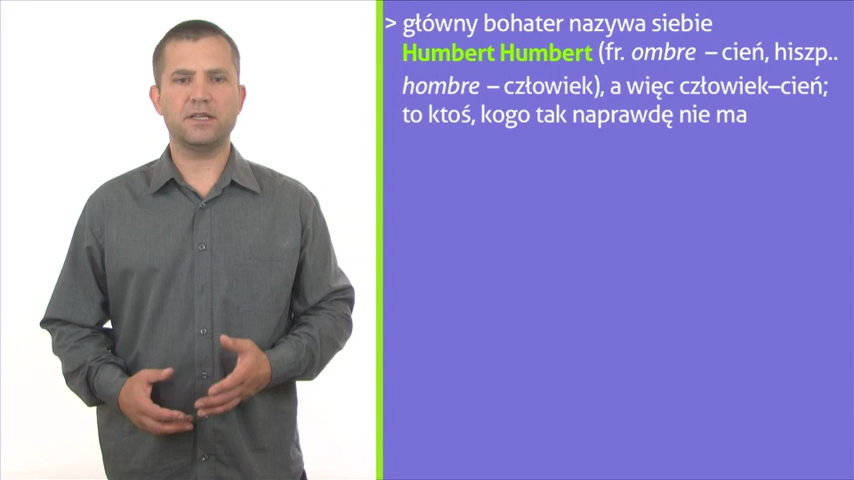 > główny bohater nazywa siebie
Humbert Humbert (fr. ombre – cień, hiszp..
hombre – człowiek), a więc człowiek–cień;
to ktoś, kogo tak naprawdę nie ma